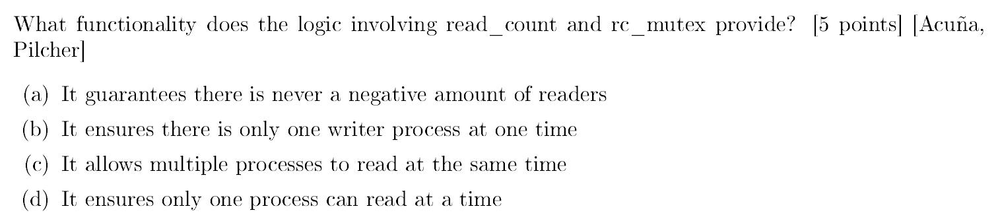 What functionality does the logic involving read_count and rc_mutex provide? [5 points] [Acuña,
Pilcher]
(a) It guarantees there is never a negative amount of readers
(b) It ensures there is only one writer process at one time
(c) It allows multiple processes to read at the same time
(d) It ensures only one process can read at a time